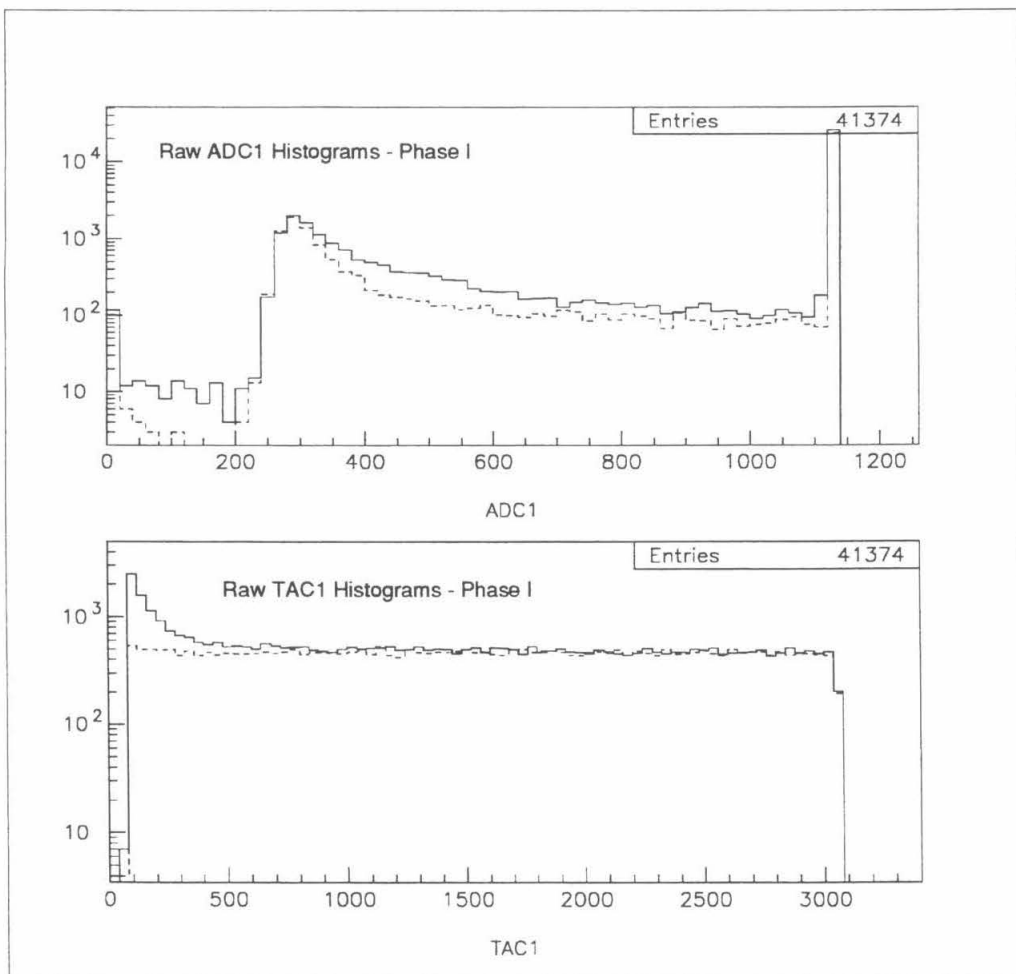 Entries 41374
Raw ADC1 Histograms - Phase I
10^4
10^3
10^2
10
0 200 400 600 800 1000 1200
ADC1
Entries 41374
Raw TAC1 Histograms - Phase I
10^3
10^2
10
0 500 1000 1500 2000 2500 3000
TAC1